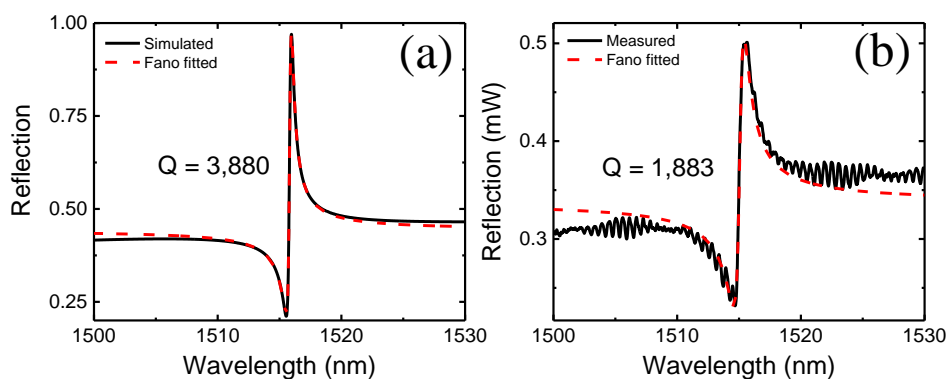 (a)
Simulated
Fano fitted
Q = 3,880
Reflection
1.00
0.75
0.50
0.25
1500 1510 1520 1530
Wavelength (nm)
(b)
Measured
Fano fitted
Q = 1,883
Reflection (mW)
0.5
0.4
0.3
1500 1510 1520 1530
Wavelength (nm)